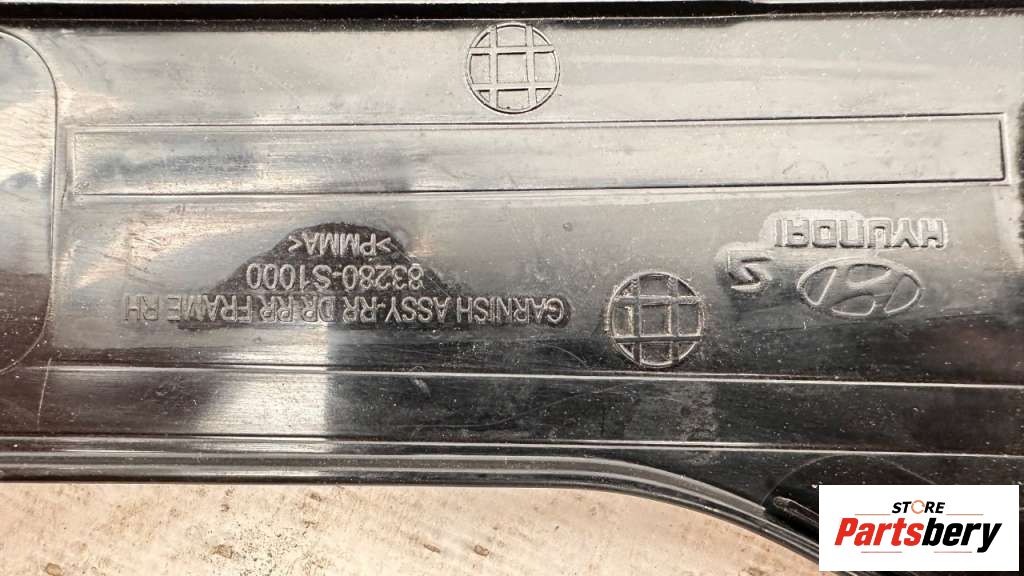 GARNISH ASSY-RR DR RR FRAME RH
83280-S1000
>PMMA<
HYUNDAI
S
STORE
Partsbery